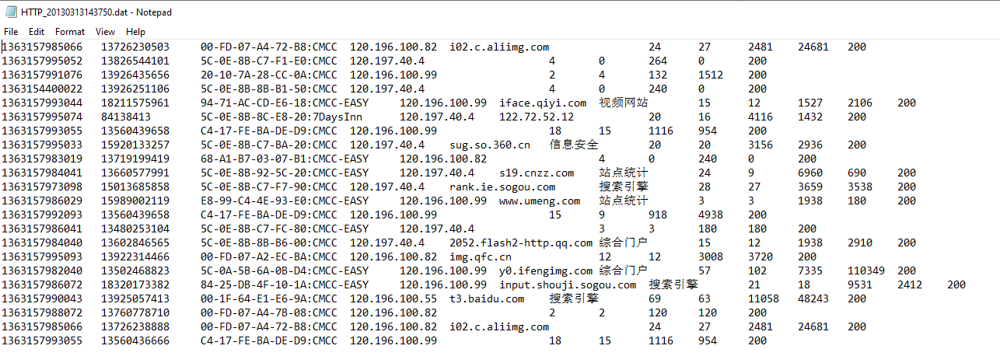 HTTP_20130313143750.dat - Notepad
File Edit Format View Help
1363157985066 13726230503 00-FD-07-A4-72-B8:CMCC 120.196.100.82 i02.c.aliimg.com 24 27 2481 24681 200
1363157995052 13826544101 5C-0E-8B-C7-F1-E0:CMCC 120.197.40.4 4 0 264 0 200
1363157991076 13926435656 20-10-7A-28-CC-0A:CMCC 120.196.100.99 2 4 132 1512 200
1363154400022 13926251106 5C-0E-8B-8B-B1-50:CMCC 120.197.40.4 4 0 240 0 200
1363157993044 18211575961 94-71-AC-CD-E6-18:CMCC-EASY 120.196.100.99 iface.qiyi.com 视频网站 15 12 1527 2106 200
1363157995074 84138413 5C-0E-8B-8C-E8-20:7DaysInn 120.197.40.4 122.72.52.12 20 16 4116 1432 200
1363157993055 13560439658 C4-17-FE-BA-DE-D9:CMCC 120.196.100.99 18 15 1116 954 200
1363157995033 15920133257 5C-0E-8B-C7-BA-20:CMCC 120.197.40.4 sug.so.360.cn 信息安全 20 20 3156 2936 200
1363157983019 13719199419 68-A1-B7-03-07-B1:CMCC-EASY 120.196.100.82 4 0 240 0 200
1363157984041 13660577991 5C-0E-8B-92-5C-20:CMCC-EASY 120.197.40.4 s19.cnzz.com 站点统计 24 9 6960 690 200
1363157973098 15013685858 5C-0E-8B-C7-F7-90:CMCC 120.197.40.4 rank.ie.sogou.com 搜索引擎 28 27 3659 3538 200
1363157986029 15989002119 E8-99-C4-4E-93-E0:CMCC-EASY 120.196.100.99 www.umeng.com 站点统计 3 3 1938 180 200
1363157992093 13560439658 C4-17-FE-BA-DE-D9:CMCC 120.196.100.99 15 9 918 4938 200
1363157986041 13480253104 5C-0E-8B-C7-FC-80:CMCC-EASY 120.197.40.4 3 3 180 180 200
1363157984040 13602846565 5C-0E-8B-8B-B6-00:CMCC 120.197.40.4 2052.flash2-http.qq.com 综合门户 15 12 1938 2910 200
1363157995093 13922314466 00-FD-07-A2-EC-BA:CMCC 120.196.100.82 img.qfc.cn 12 12 3008 3720 200
1363157982040 13502468823 5C-0A-5B-6A-0B-D4:CMCC-EASY 120.196.100.99 y0.ifengimg.com 综合门户 57 102 7335 110349 200
1363157986072 18320173382 84-25-DB-4F-10-1A:CMCC-EASY 120.196.100.99 input.shouji.sogou.com 搜索引擎 21 18 9531 2412 200
1363157990043 13925057413 00-1F-64-E1-E6-9A:CMCC 120.196.100.55 t3.baidu.com 搜索引擎 69 63 11058 48243 200
1363157988072 13760778710 00-FD-07-A4-7B-08:CMCC 120.196.100.82 2 2 120 120 200
1363157985066 13726238888 00-FD-07-A4-72-B8:CMCC 120.196.100.82 i02.c.aliimg.com 24 27 2481 24681 200
1363157993055 13560436666 C4-17-FE-BA-DE-D9:CMCC 120.196.100.99 18 15 1116 954 200